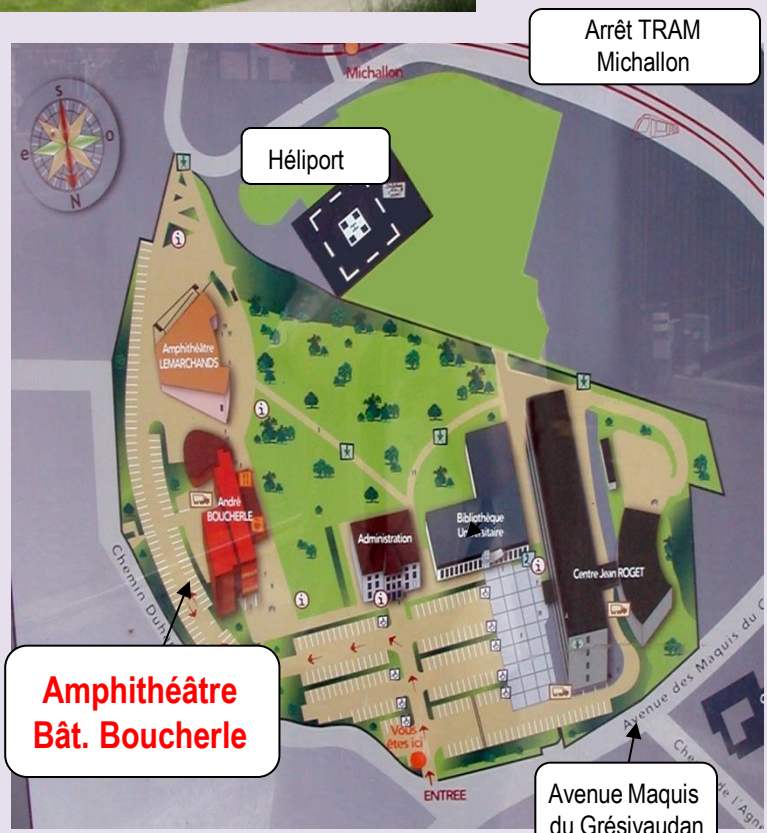 Arrêt TRAM
Michallon
Michallon
s
o
e
N
Héliport
i
Amphithéâtre
LEMARCHANDS
i
André
BOUCHERLE
Administration
Bibliothèque
Universitaire
i
Centre Jean ROGET
i
i
Chemin
Amphithéâtre
Bât. Boucherle
Vous
êtes ici
ENTREE
Avenue des Maquis du
Avenue Maquis
du Grésivaudan